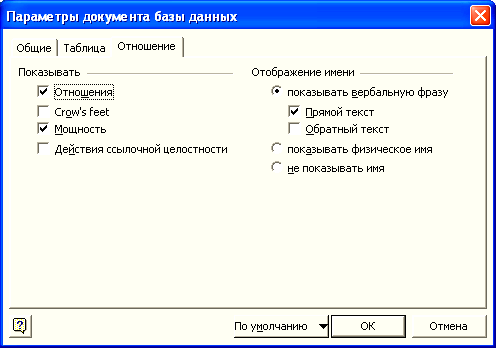 Параметры документа базы данных
Общие Таблица Отношение
Показывать
Отношения
Crow's feet
Мощность
Действия ссылочной целостности
Отображение имени
показывать вербальную фразу
Прямой текст
Обратный текст
показывать физическое имя
не показывать имя
? По умолчанию OK Отмена